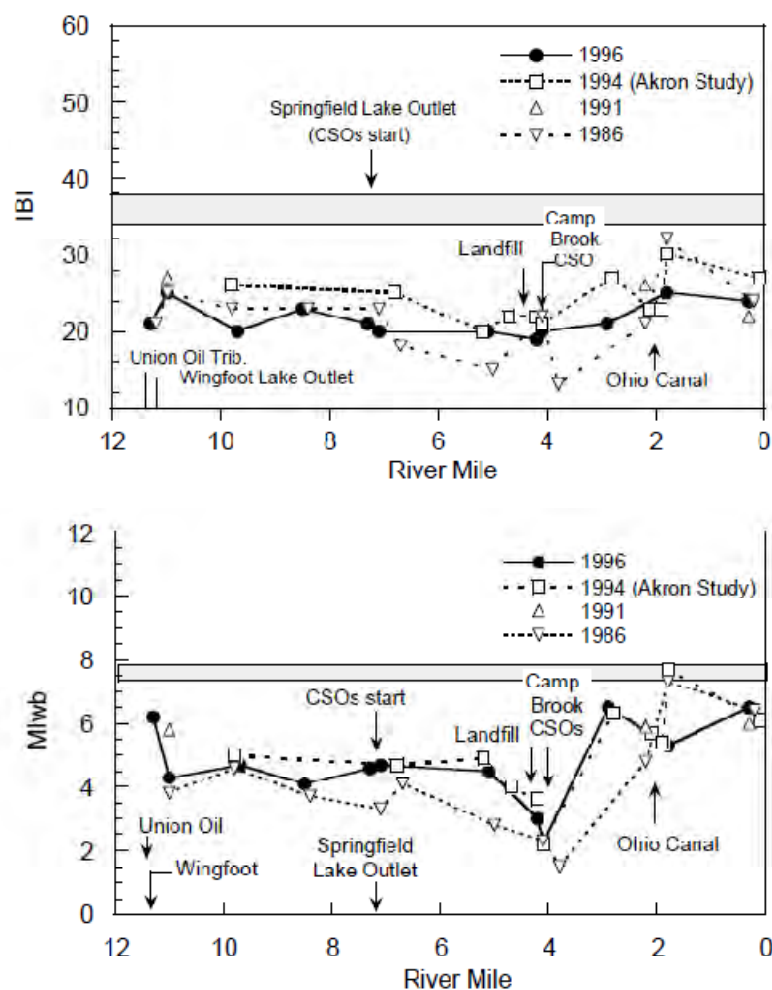 60
1996
1994 (Akron Study)
50
1991
Springfield Lake Outlet
1986
(CSOs start)
40
IBI
30
Camp
Landfill
Brook
CSO
20
Union Oil Trib.
Wingfoot Lake Outlet
Ohio Canal
10
12 10 8 6 4 2 0
River Mile
12
1996
10
1994 (Akron Study)
1991
1986
8
CSOs start
Camp
MIwb
6
Landfill
Brook
CSOs
4
Union Oil
Springfield
Ohio Canal
2
Wingfoot
Lake Outlet
0
12 10 8 6 4 2 0
River Mile